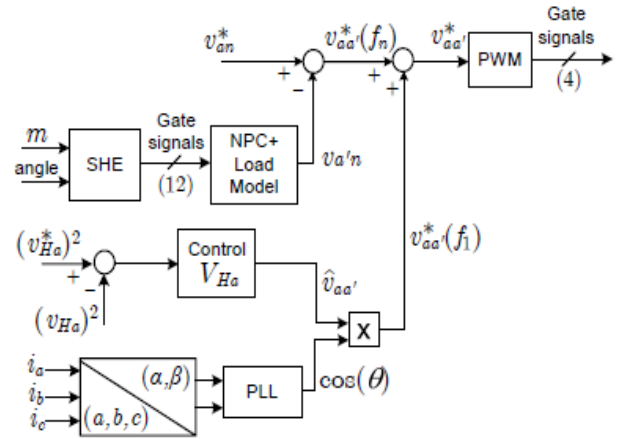 v*an
+
−
v*aa′(fn)
+
+
v*aa′
PWM
Gate
signals
(4)
m
angle
SHE
Gate
signals
(12)
NPC+
Load
Model
va′n
(v*Ha)2
+
−
(vHa)2
Control
VHa
v̂aa′
v*aa′(f1)
X
ia
ib
ic
(α,β)
(a,b,c)
PLL
cos(θ)